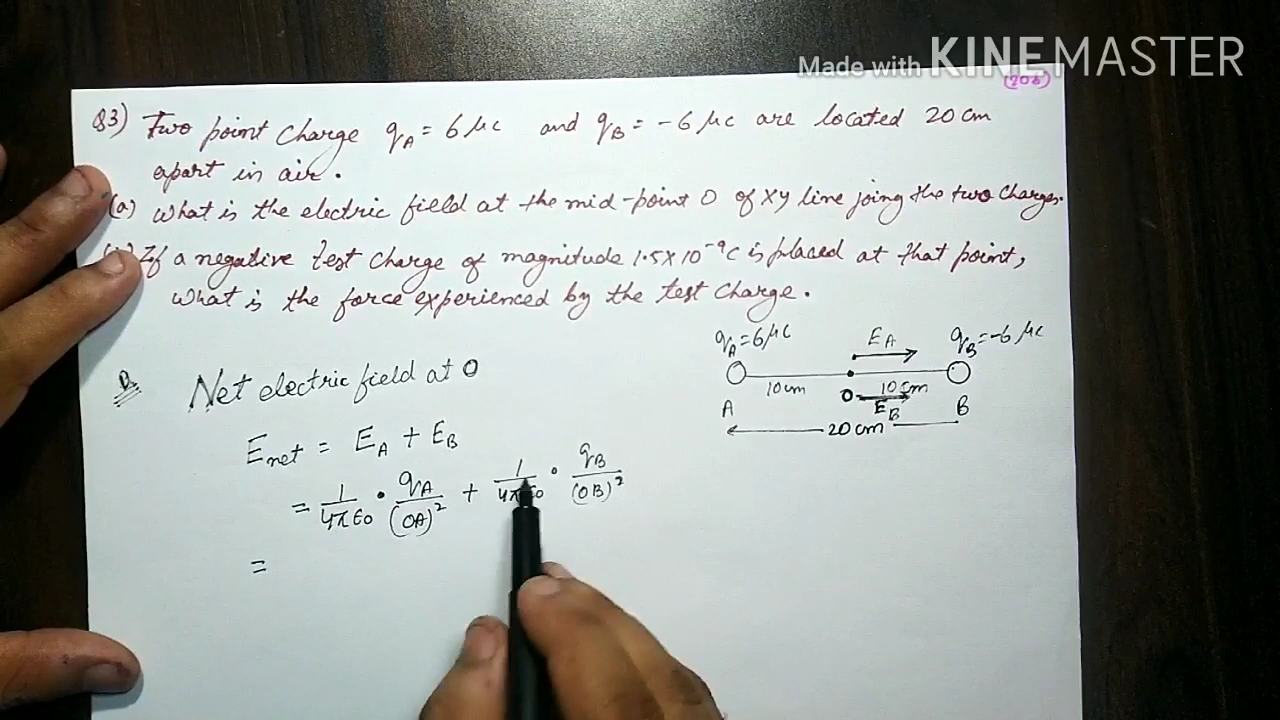 Made with KINEMASTER
(208)
Q3) Two point charge qA = 6 μc and qB = -6 μc are located 20 cm
apart in air.
(a) What is the electric field at the mid-point O of XY line joing the two charges.
If a negative test charge of magnitude 1.5 X 10⁻⁹C is placed at that point,
What is the force experienced by the test charge.
qA = 6 μc EA qB = -6 μc
10 cm O 10 cm
A EB B
20 cm
Net electric field at O
Enet = EA + EB
= 1/4πε0 • qA/(OA)² + 1/4πε0 • qB/(OB)²
=